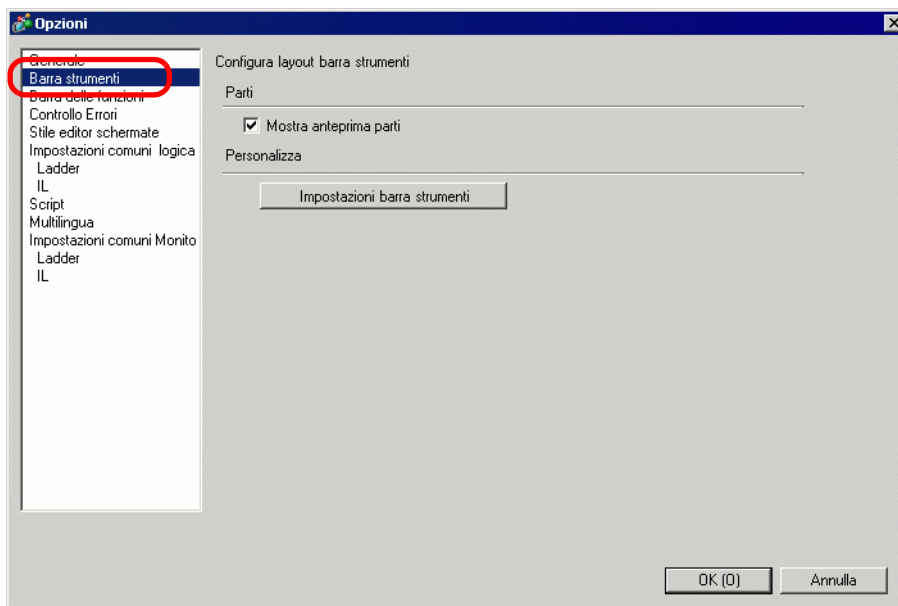 Opzioni
Generale
Barra strumenti
Barra delle funzioni
Controllo Errori
Stile editor schermate
Impostazioni comuni logica
Ladder
IL
Script
Multilingua
Impostazioni comuni Monito
Ladder
IL
Configura layout barra strumenti
Parti
Mostra anteprima parti
Personalizza
Impostazioni barra strumenti
OK (O)
Annulla